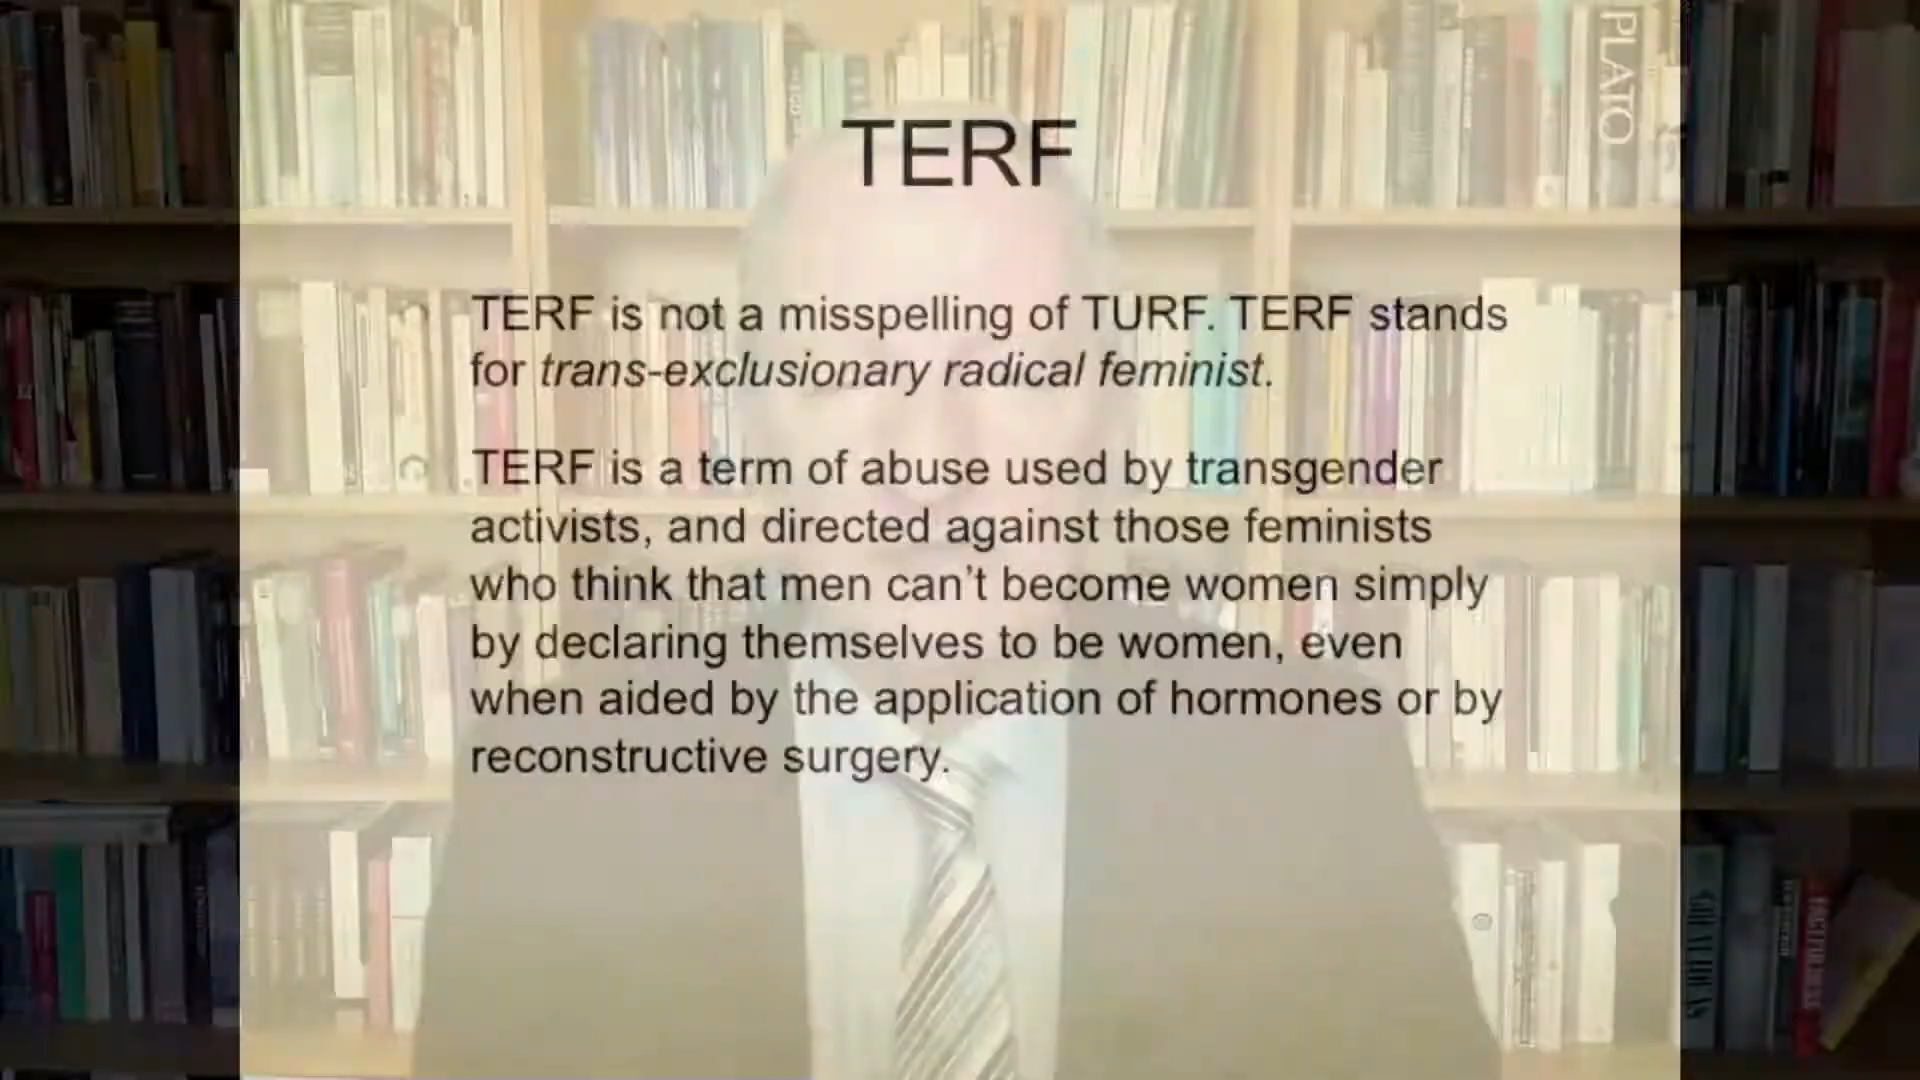 PLATO
TERF
TERF is not a misspelling of TURF. TERF stands
for trans-exclusionary radical feminist.
TERF is a term of abuse used by transgender
activists, and directed against those feminists
who think that men can’t become women simply
by declaring themselves to be women, even
when aided by the application of hormones or by
reconstructive surgery.